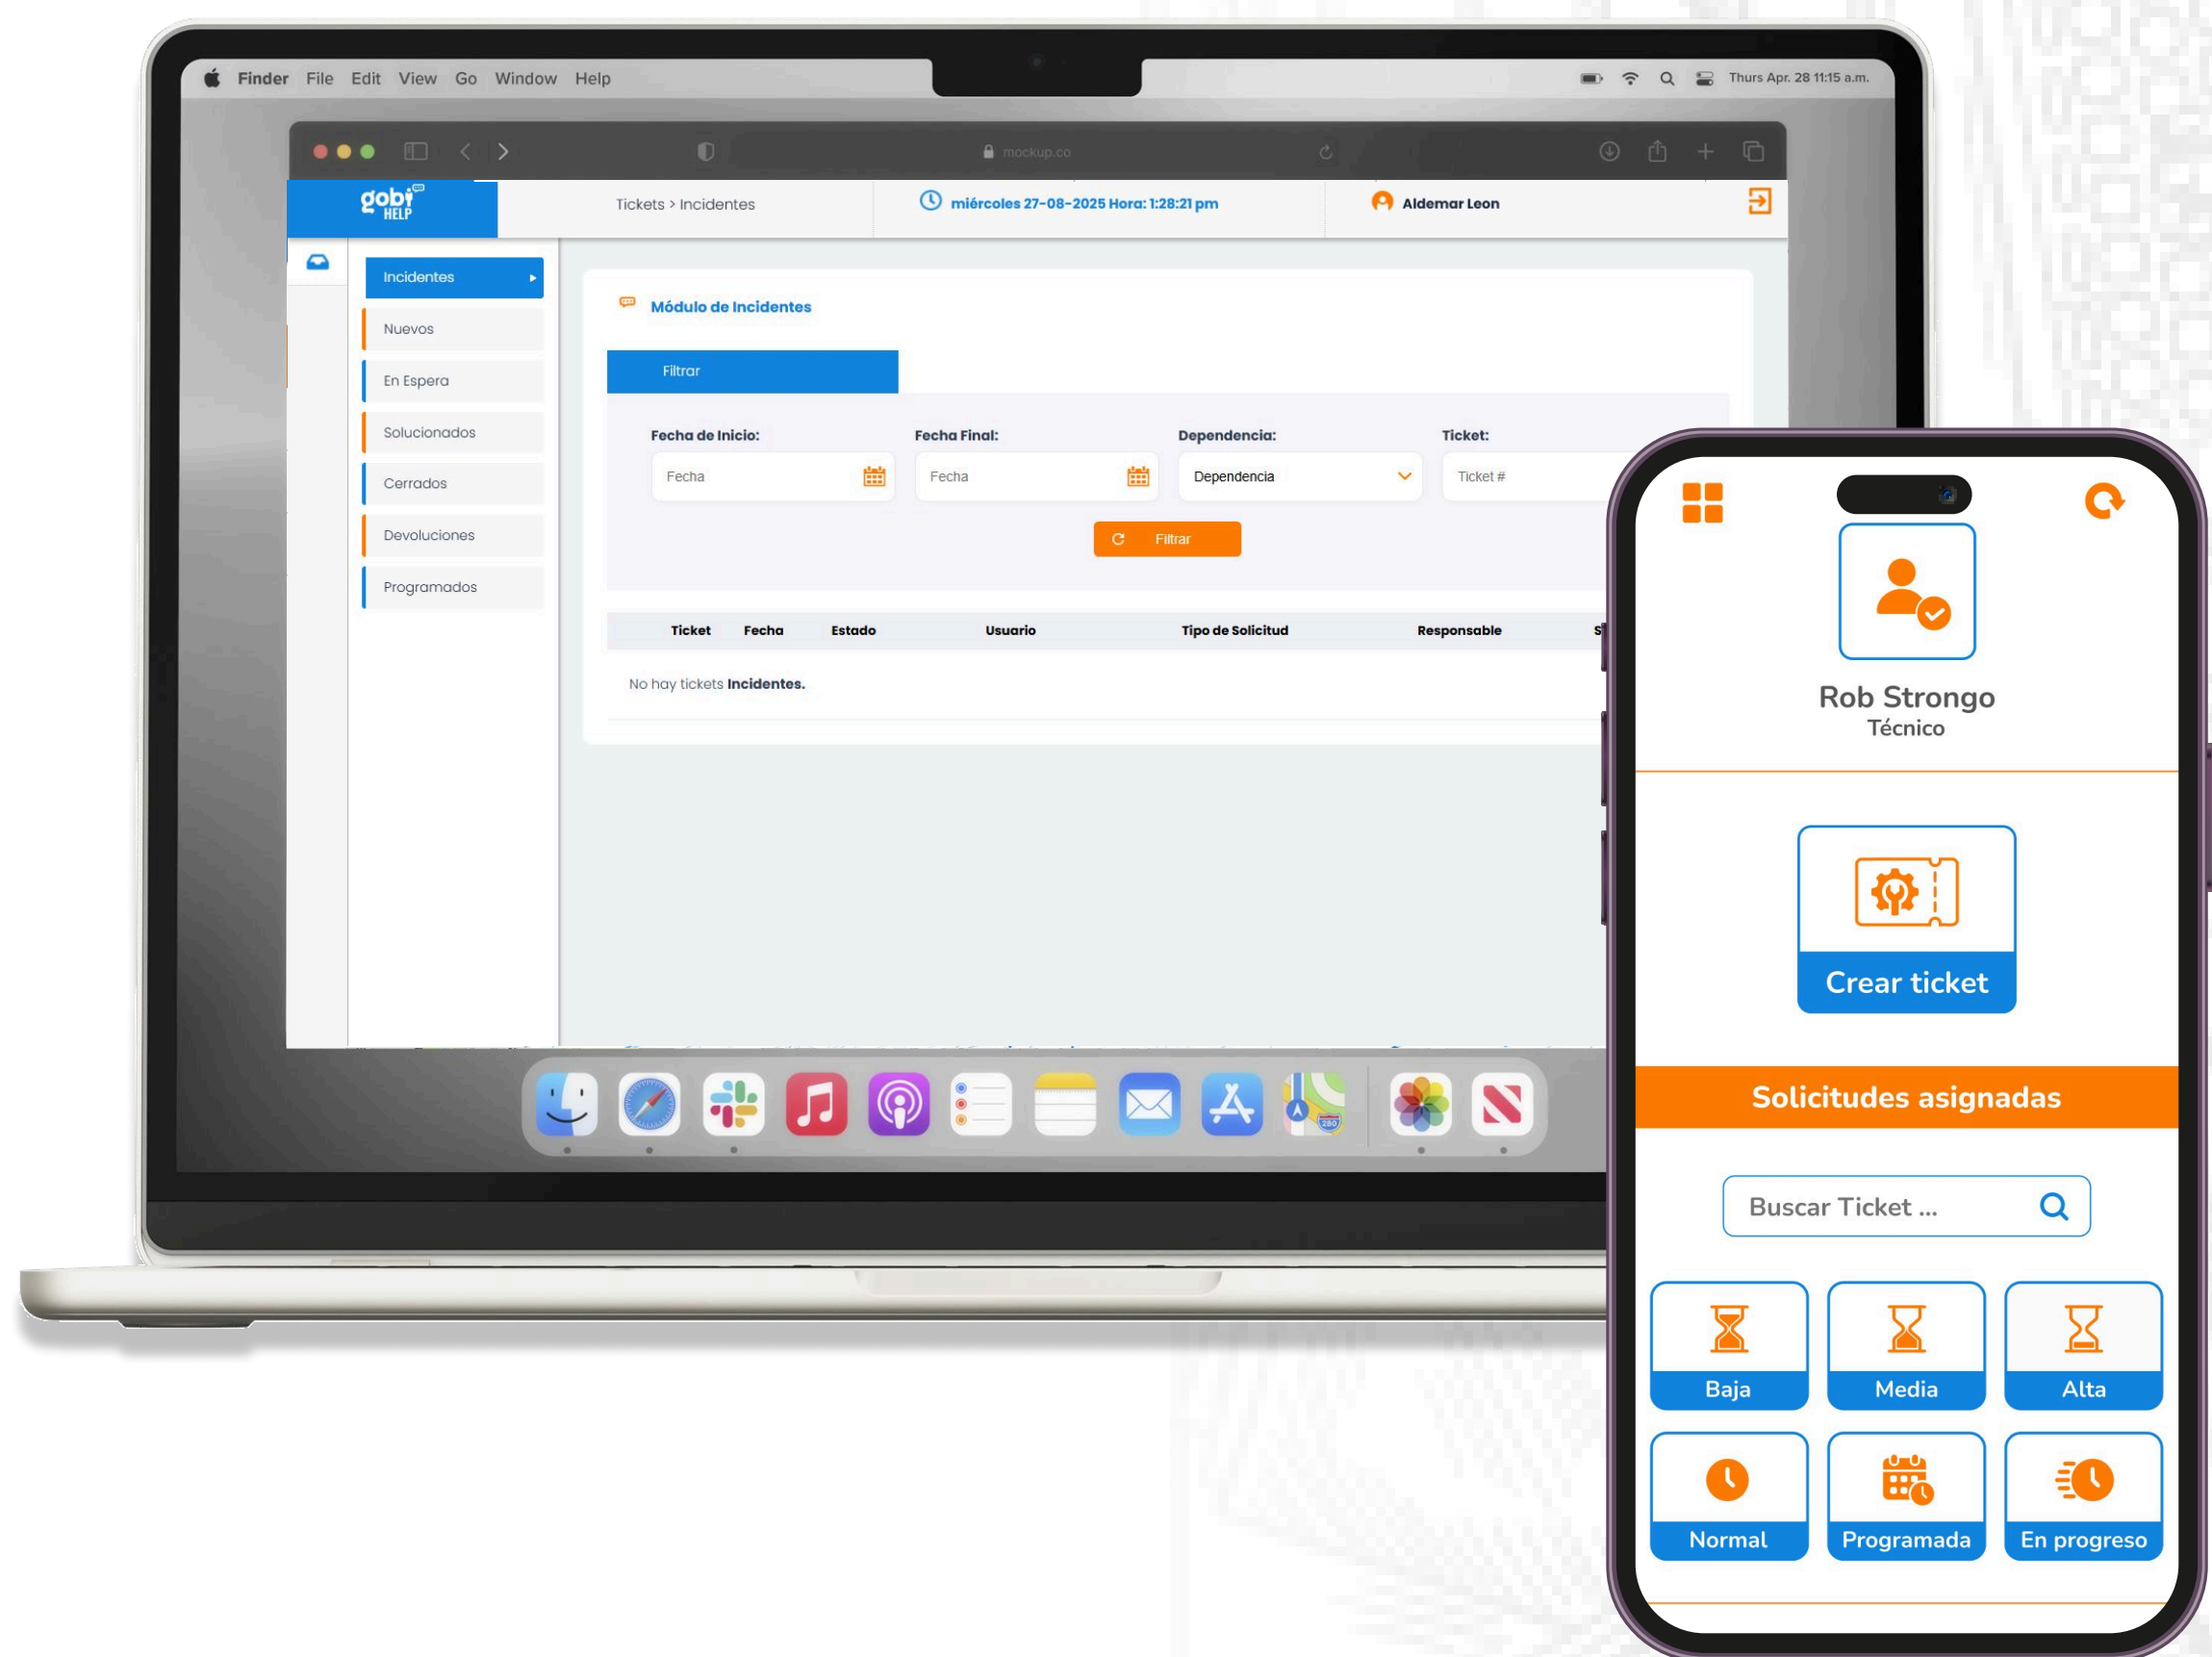 Finder File Edit View Go Window Help
Thurs Apr. 28 11:15 a.m.
mockup.co
gobi
HELP
Tickets > Incidentes
miércoles 27-08-2025 Hora: 1:28:21 pm
Aldemar Leon
Incidentes
Nuevos
En Espera
Solucionados
Cerrados
Devoluciones
Programados
Módulo de Incidentes
Filtrar
Fecha de Inicio: Fecha Final: Dependencia: Ticket:
Fecha Fecha Dependencia Ticket #
Filtrar
Ticket Fecha Estado Usuario Tipo de Solicitud Responsable
No hay tickets Incidentes.
280
Rob Strongo
Técnico
Crear ticket
Solicitudes asignadas
Buscar Ticket ...
Baja Media Alta
Normal Programada En progreso